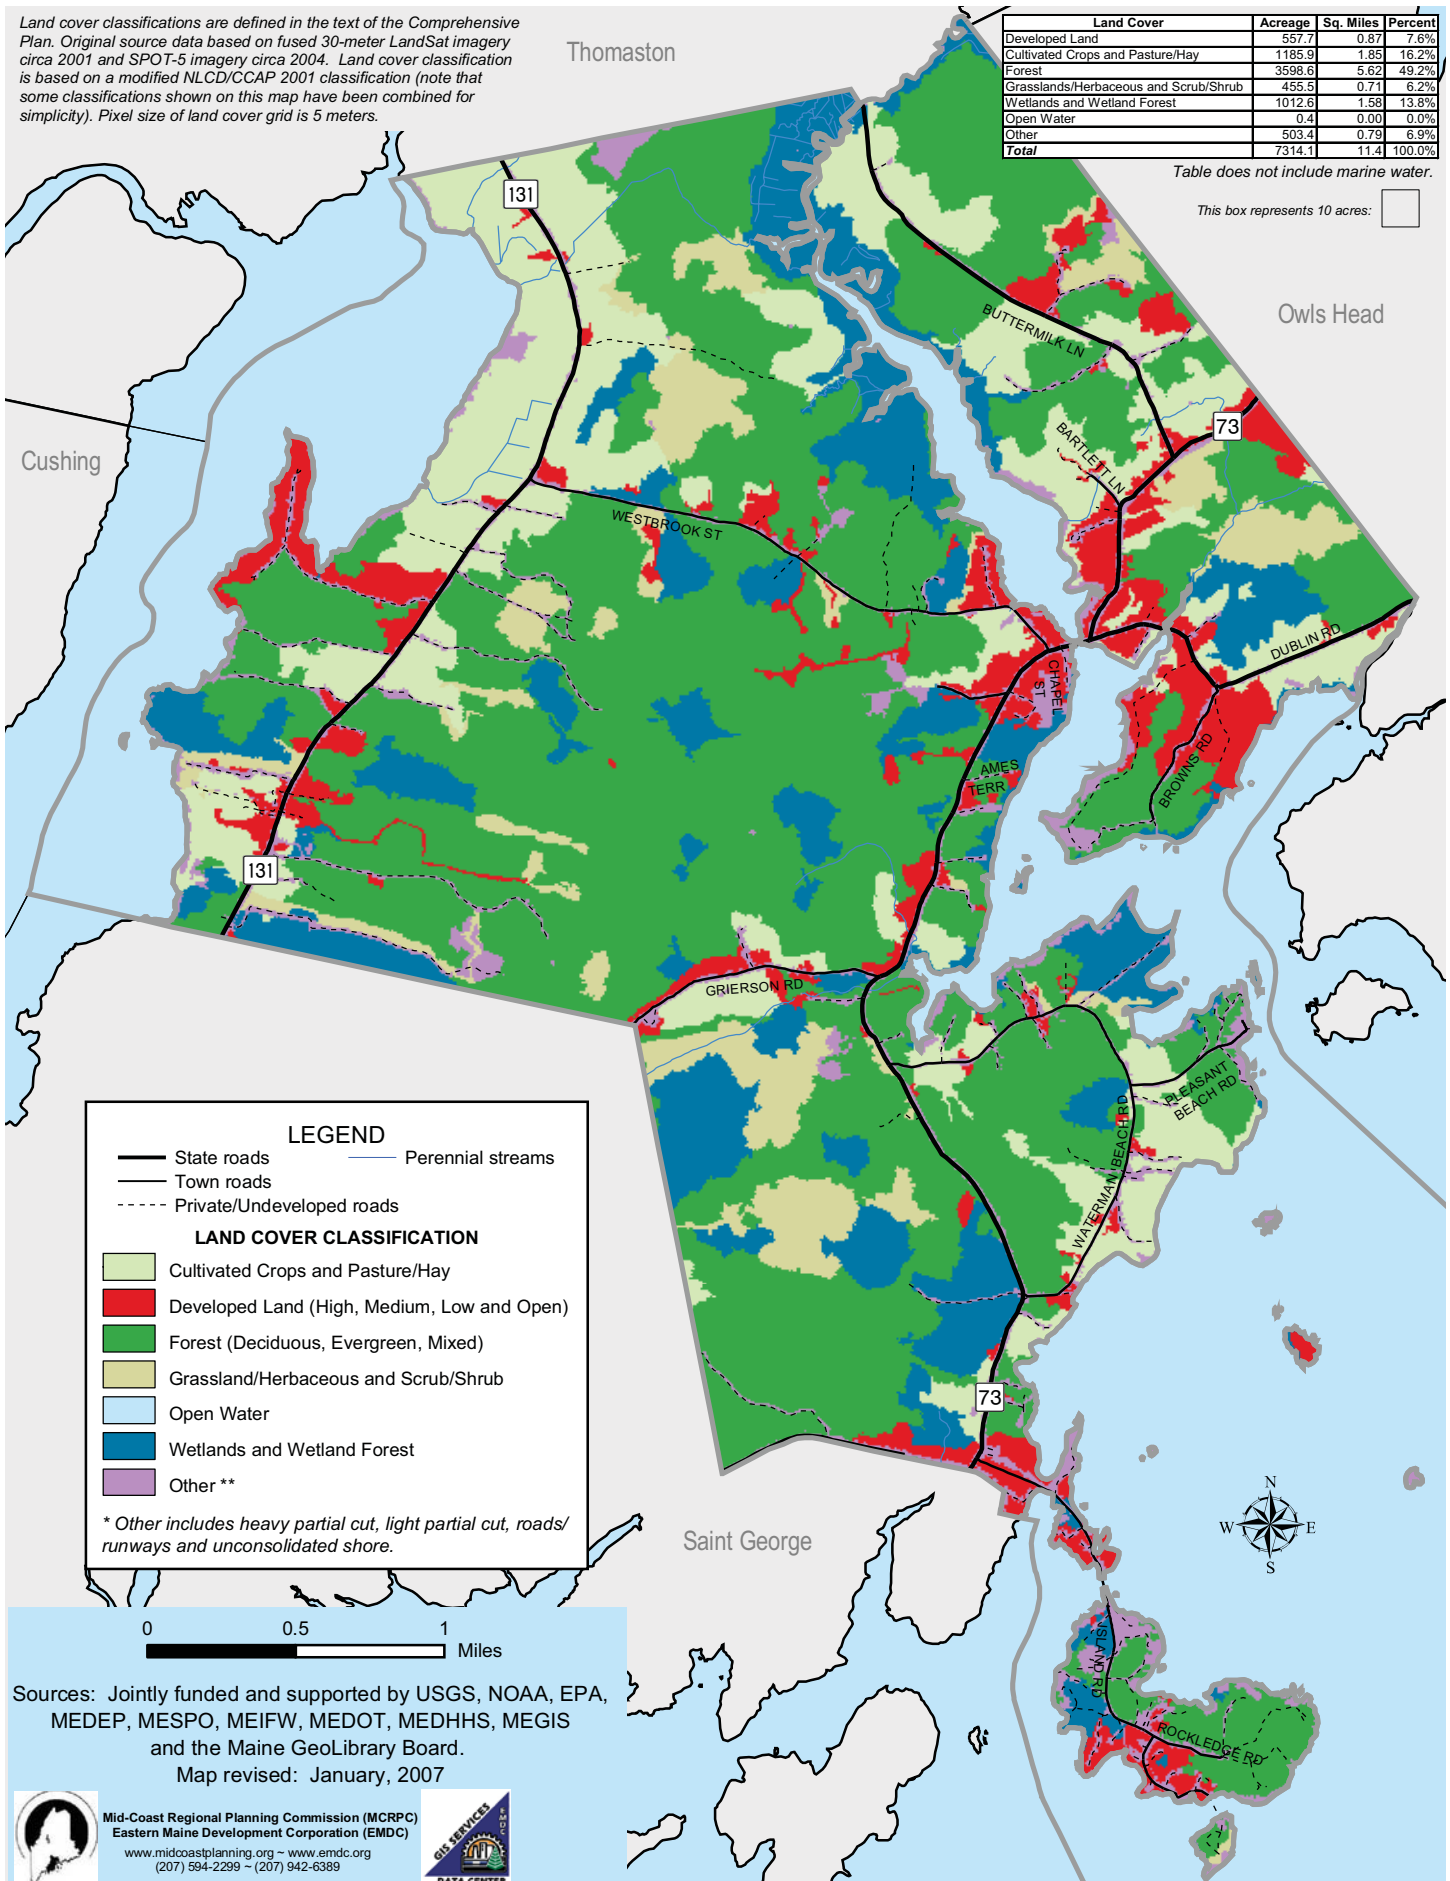 Land cover classifications are defined in the text of the Comprehensive
Plan. Original source data based on fused 30-meter LandSat imagery
circa 2001 and SPOT-5 imagery circa 2004.  Land cover classification
is based on a modified NLCD/CCAP 2001 classification (note that
some classifications shown on this map have been combined for
simplicity). Pixel size of land cover grid is 5 meters.
Land Cover Acreage Sq. Miles Percent
Developed Land 557.7 0.87 7.6%
Cultivated Crops and Pasture/Hay 1185.9 1.85 16.2%
Forest 3598.6 5.62 49.2%
Grasslands/Herbaceous and Scrub/Shrub 455.5 0.71 6.2%
Wetlands and Wetland Forest 1012.6 1.58 13.8%
Open Water 0.4 0.00 0.0%
Other 503.4 0.79 6.9%
Total 7314.1 11.4 100.0%
Table does not include marine water.
This box represents 10 acres:
Thomaston
131
Owls Head
BUTTERMILK LN
73
BARTLETT LN
Cushing
WESTBROOK ST
DUBLIN RD
CHAPEL
ST
BROWNS RD
AMES
TERR
131
GRIERSON RD
PLEASANT
BEACH RD
WATERMAN BEACH RD
73
Saint George
ISLAND RD
ROCKLEDGE RD
N
W E
S
LEGEND
State roads Perennial streams
Town roads
Private/Undeveloped roads
LAND COVER CLASSIFICATION
Cultivated Crops and Pasture/Hay
Developed Land (High, Medium, Low and Open)
Forest (Deciduous, Evergreen, Mixed)
Grassland/Herbaceous and Scrub/Shrub
Open Water
Wetlands and Wetland Forest
Other **
* Other includes heavy partial cut, light partial cut, roads/
runways and unconsolidated shore.
0 0.5 1
Miles
Sources:  Jointly funded and supported by USGS, NOAA, EPA,
MEDEP, MESPO, MEIFW, MEDOT, MEDHHS, MEGIS
and the Maine GeoLibrary Board.
Map revised:  January, 2007
Mid-Coast Regional Planning Commission (MCRPC)
Eastern Maine Development Corporation (EMDC)
www.midcoastplanning.org ~ www.emdc.org
(207) 594-2299 ~ (207) 942-6389
GIS SERVICES
EMDC
DATA CENTER